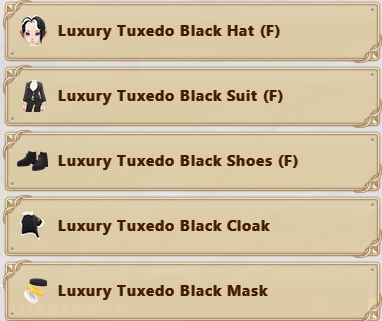 Luxury Tuxedo Black Hat (F)
Luxury Tuxedo Black Suit (F)
Luxury Tuxedo Black Shoes (F)
Luxury Tuxedo Black Cloak
Luxury Tuxedo Black Mask